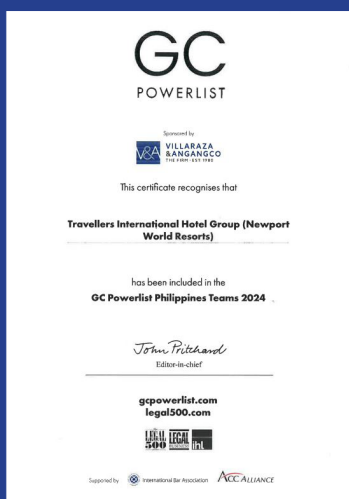 GC
POWERLIST
Sponsored by
V&A
VILLARAZA
&ANGANGCO
THE FIRM • EST 1980
This certificate recognises that
Travellers International Hotel Group (Newport
World Resorts)
has been included in the
GC Powerlist Philippines Teams 2024
John Pritchard
Editor-in-chief
gcpowerlist.com
legal500.com
LEGAL
500
LEGAL
ihl
Supported by
International Bar Association
ACC ALLIANCE